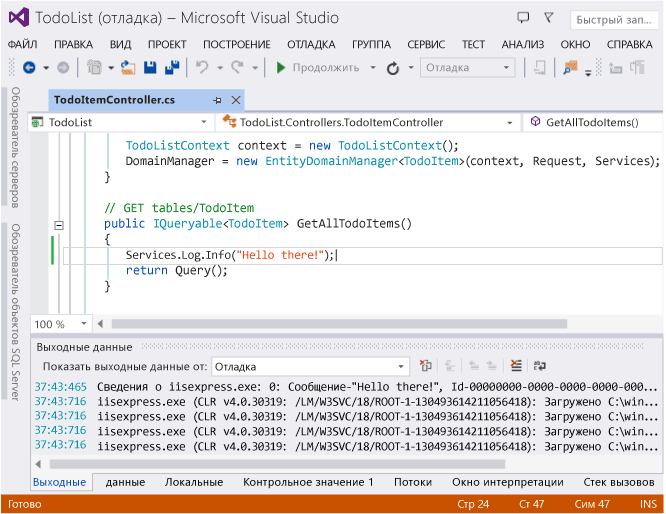 TodoList (отладка) – Microsoft Visual Studio
Быстрый зап...
ФАЙЛ ПРАВКА ВИД ПРОЕКТ ПОСТРОЕНИЕ ОТЛАДКА ГРУППА СЕРВИС ТЕСТ АНАЛИЗ ОКНО СПРАВКА
Продолжить Отладка
Обозреватель серверов
Обозреватель объектов SQL Server
TodoItemController.cs
TodoList TodoList.Controllers.TodoItemController GetAllTodoItems()
TodoListContext context = new TodoListContext();
DomainManager = new EntityDomainManager<TodoItem>(context, Request, Services);
}
// GET tables/TodoItem
public IQueryable<TodoItem> GetAllTodoItems()
{
Services.Log.Info("Hello there!");
return Query();
}
100 %
Выходные данные
Показать выходные данные от: Отладка
37:43:465 Сведения о iisexpress.exe: 0: Сообщение-"Hello there!", Id-00000000-0000-0000-0000-000...
37:43:716 iisexpress.exe (CLR v4.0.30319: /LM/W3SVC/18/ROOT-1-130493614211056418): Загружено C:\win...
37:43:716 iisexpress.exe (CLR v4.0.30319: /LM/W3SVC/18/ROOT-1-130493614211056418): Загружено C:\win...
37:43:716 iisexpress.exe (CLR v4.0.30319: /LM/W3SVC/18/ROOT-1-130493614211056418): Загружено C:\win...
37:43:716 iisexpress.exe (CLR v4.0.30319: /LM/W3SVC/18/ROOT-1-130493614211056418): Загружено C:\win...
Выходные данные Локальные Контрольное значение 1 Потоки Окно интерпретации Стек вызовов
Готово Стр 24 Ст 47 Сим 47 INS